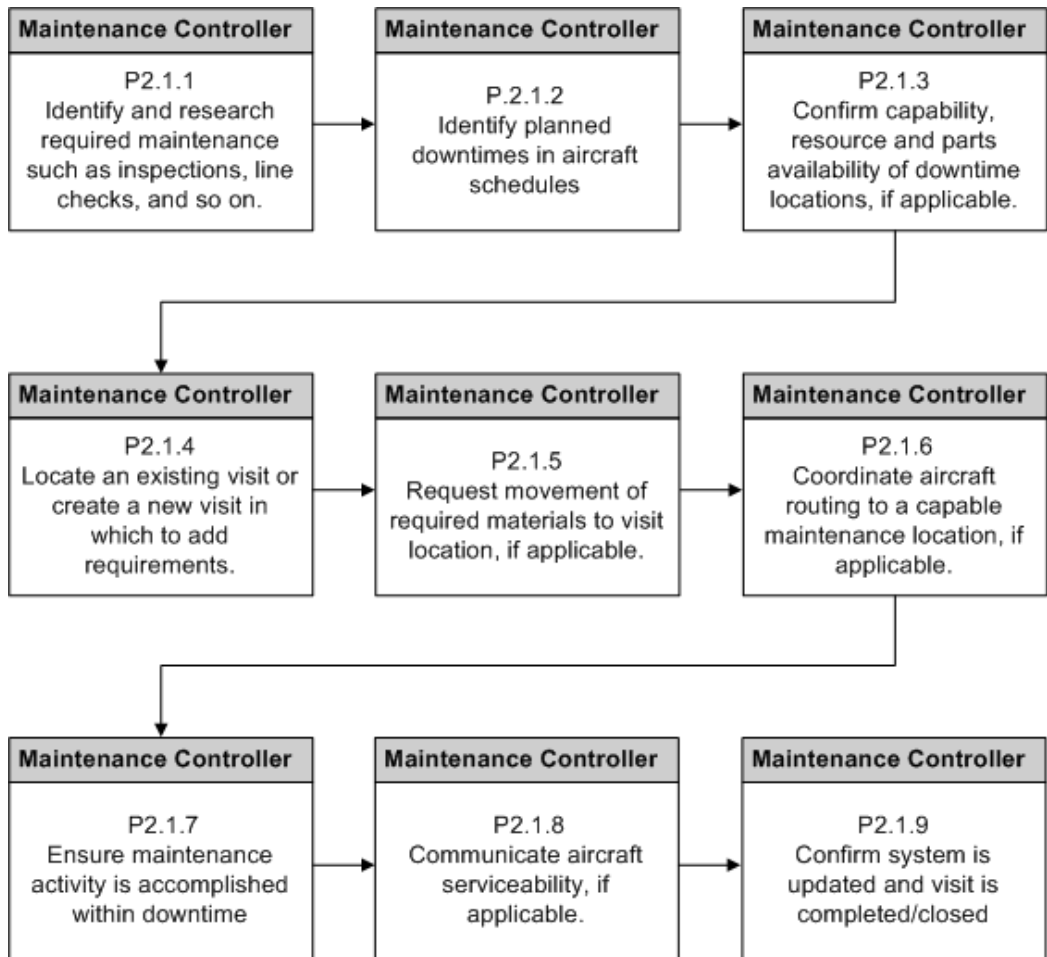 Maintenance Controller
P2.1.1
Identify and research
required maintenance
such as inspections, line
checks, and so on.
Maintenance Controller
P.2.1.2
Identify planned
downtimes in aircraft
schedules
Maintenance Controller
P2.1.3
Confirm capability,
resource and parts
availability of downtime
locations, if applicable.
Maintenance Controller
P2.1.4
Locate an existing visit or
create a new visit in
which to add
requirements.
Maintenance Controller
P2.1.5
Request movement of
required materials to visit
location, if applicable.
Maintenance Controller
P2.1.6
Coordinate aircraft
routing to a capable
maintenance location, if
applicable.
Maintenance Controller
P2.1.7
Ensure maintenance
activity is accomplished
within downtime
Maintenance Controller
P2.1.8
Communicate aircraft
serviceability, if
applicable.
Maintenance Controller
P2.1.9
Confirm system is
updated and visit is
completed/closed